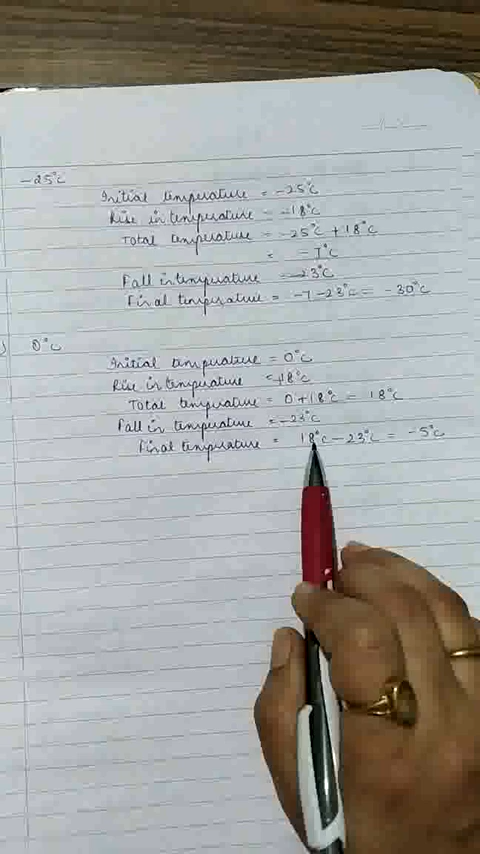 -25°C
Initial temperature = -25°C
Rise in temperature = -18°C
Total temperature = -25°C + 18°C
= -7°C
Fall in temperature = -23°C
Final temperature = -7-23°C = -30°C
0°C
Initial temperature = 0°C
Rise in temperature = +18°C
Total temperature = 0+18°C = 18°C
Fall in temperature = -23°C
Final temperature = 18°C - 23°C = -5°C